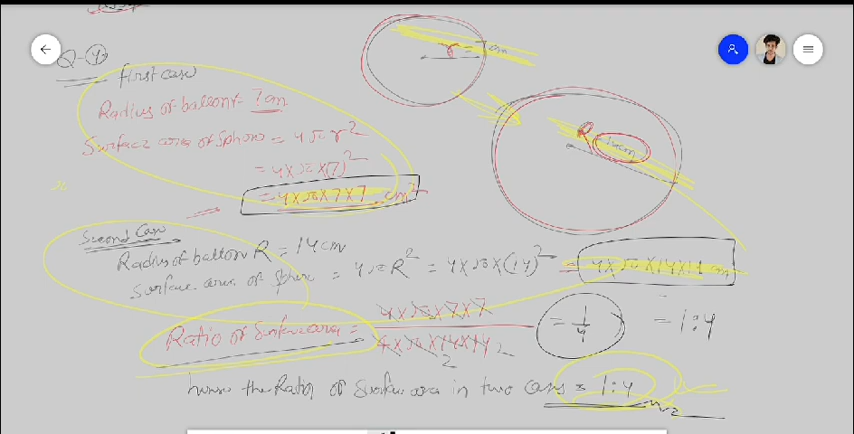 Q-4
r = 7cm
first case
Radius of balloon r = 7cm
Surface area of sphere = 4πr²
= 4×π×(7)²
= 4×π×7×7 cm²
R
14cm
Second Case
Radius of balloon R = 14cm
Surface area of sphere = 4πR² = 4×π×(14)² = 4×π×14×14 cm
Ratio of Surface area = 4×π×7×7 / 4×π×14×14 = 1/4 = 1:4
2 2
hence the Ratio of Surface area in two cases = 1:4